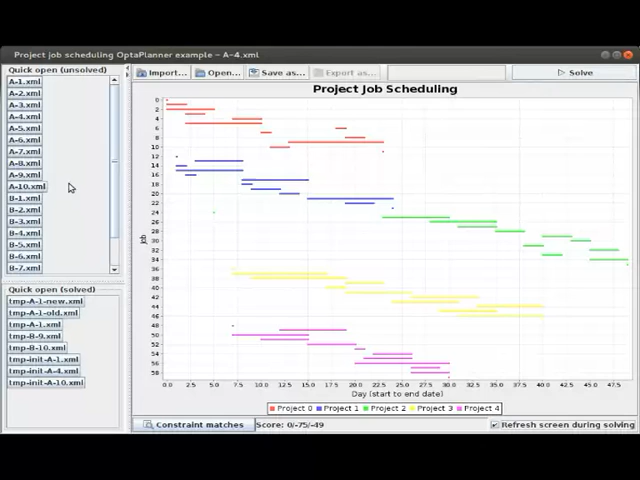 Project job scheduling OptaPlanner example – A-4.xml
Quick open (unsolved)
A-1.xml
A-2.xml
A-3.xml
A-4.xml
A-5.xml
A-6.xml
A-7.xml
A-8.xml
A-9.xml
A-10.xml
B-1.xml
B-2.xml
B-3.xml
B-4.xml
B-5.xml
B-6.xml
B-7.xml
Quick open (solved)
tmp-A-1-new.xml
tmp-A-1-old.xml
tmp-A-1.xml
tmp-B-9.xml
tmp-B-10.xml
tmp-init-A-1.xml
tmp-init-A-4.xml
tmp-init-A-10.xml
Import... Open... Save as... Export as... Solve
Project Job Scheduling
Job
0
2
4
6
8
10
12
14
16
18
20
22
24
26
28
30
32
34
36
38
40
42
44
46
48
50
52
54
56
58
0.0 2.5 5.0 7.5 10.0 12.5 15.0 17.5 20.0 22.5 25.0 27.5 30.0 32.5 35.0 37.5 40.0 42.5 45.0 47.5
Day (start to end date)
Project 0 Project 1 Project 2 Project 3 Project 4
Constraint matches Score: 0/-75/-49 Refresh screen during solving